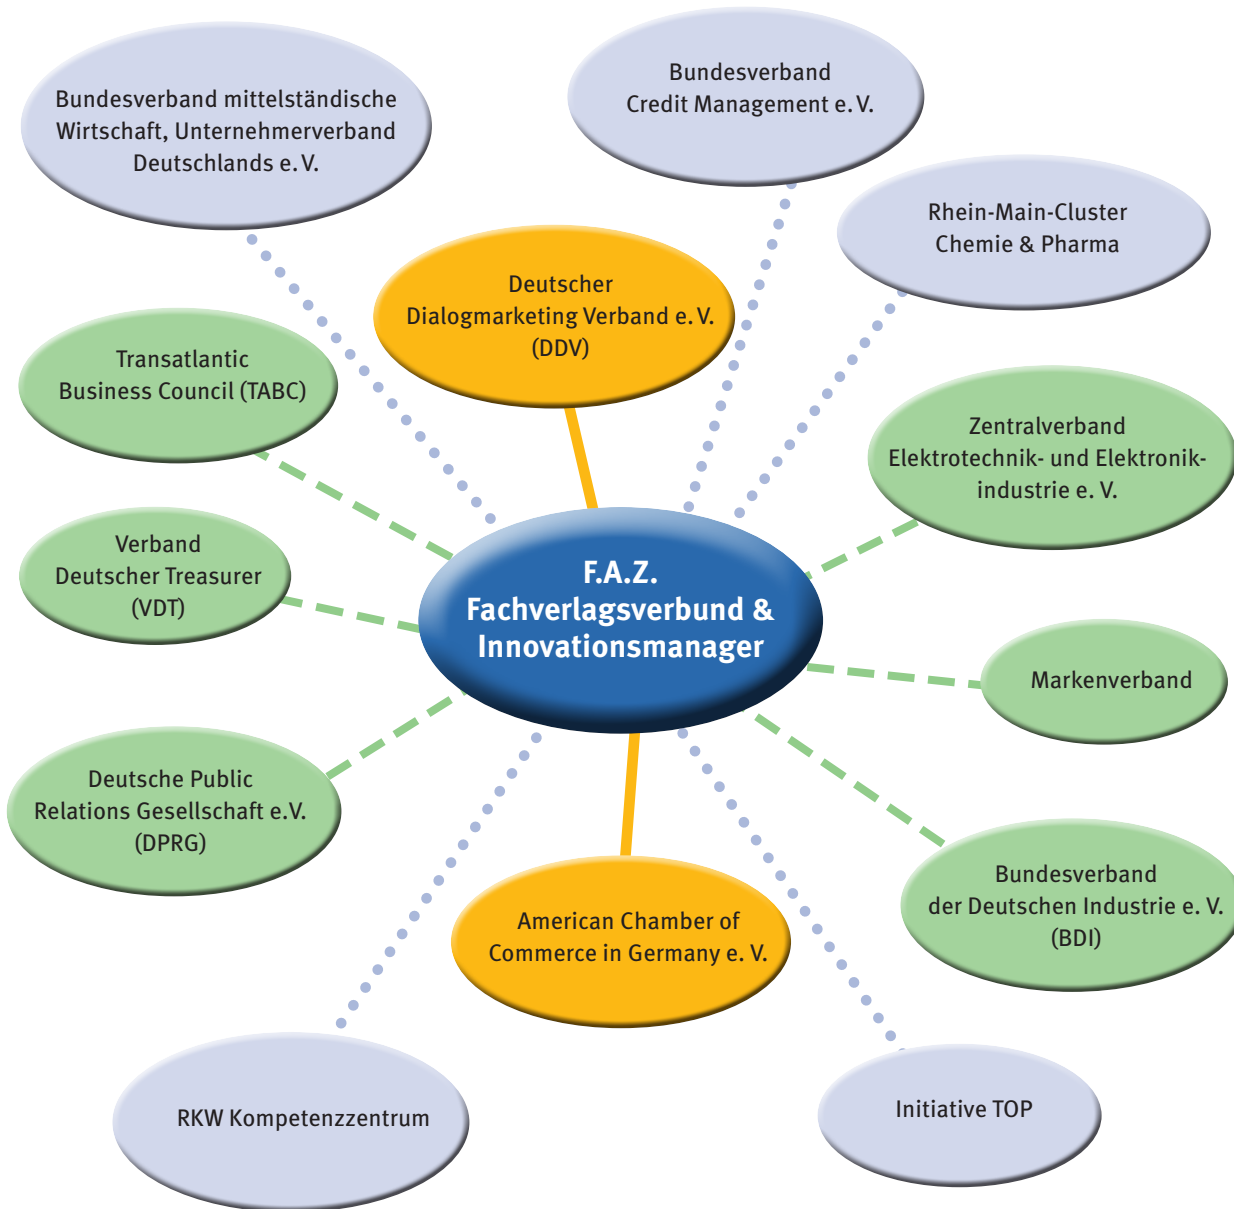 Bundesverband mittelständische
Wirtschaft, Unternehmerverband
Deutschlands e. V.
Bundesverband
Credit Management e. V.
Rhein-Main-Cluster
Chemie & Pharma
Deutscher
Dialogmarketing Verband e. V.
(DDV)
Transatlantic
Business Council (TABC)
Zentralverband
Elektrotechnik- und Elektronik-
industrie e. V.
Verband
Deutscher Treasurer
(VDT)
F.A.Z.
Fachverlagsverbund &
Innovationsmanager
Markenverband
Deutsche Public
Relations Gesellschaft e.V.
(DPRG)
Bundesverband
der Deutschen Industrie e. V.
(BDI)
American Chamber of
Commerce in Germany e. V.
RKW Kompetenzzentrum
Initiative TOP